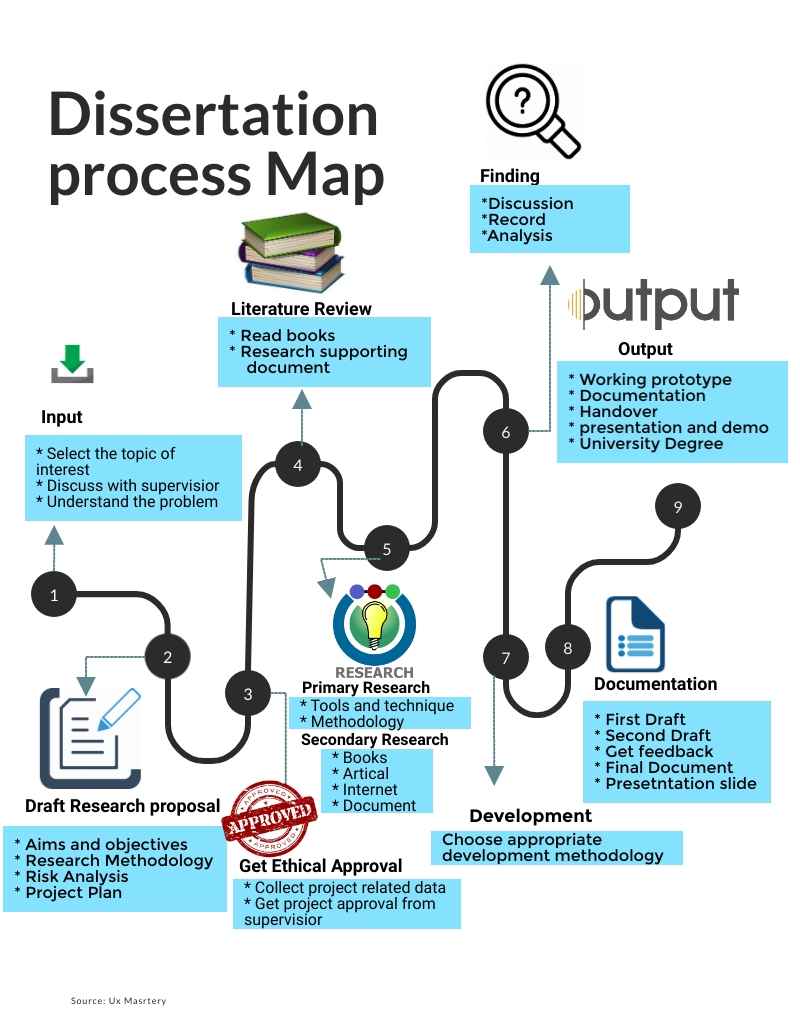 Dissertation
process Map
Finding
*Discussion
*Record
*Analysis
output
Output
* Working prototype
* Documentation
* Handover
* presentation and demo
* University Degree
Literature Review
* Read books
* Research supporting
document
Input
* Select the topic of
interest
* Discuss with supervisior
* Understand the problem
1
2
3
4
5
6
7
8
9
RESEARCH
Primary Research
* Tools and technique
* Methodology
Secondary Research
* Books
* Artical
* Internet
* Document
Documentation
* First Draft
* Second Draft
* Get feedback
* Final Document
* Presetntation slide
Draft Research proposal
* Aims and objectives
* Research Methodology
* Risk Analysis
* Project Plan
APPROVED
APPROVED
APPROVED
Get Ethical Approval
* Collect project related data
* Get project approval from
supervisior
Development
Choose appropriate
development methodology
?
Source: Ux Masrtery